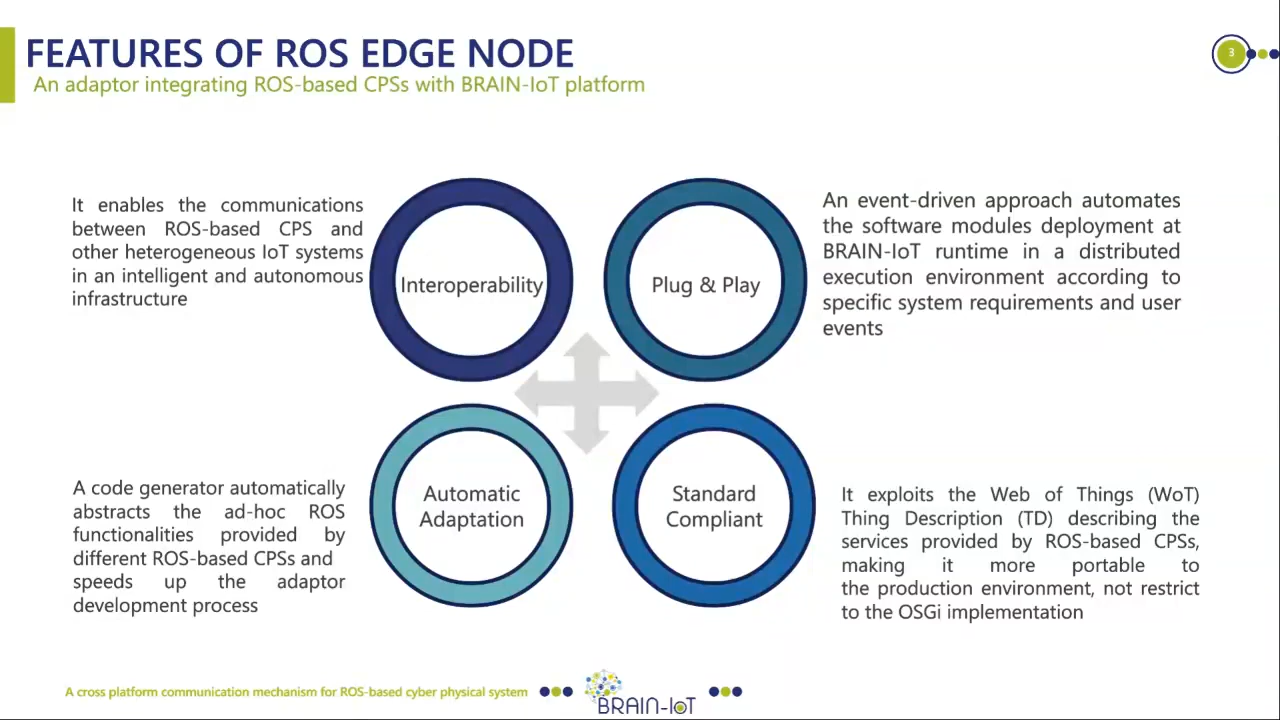 FEATURES OF ROS EDGE NODE
An adaptor integrating ROS-based CPSs with BRAIN-IoT platform
3
It enables the communications
between ROS-based CPS and
other heterogeneous IoT systems
in an intelligent and autonomous
infrastructure
Interoperability
Plug & Play
An event-driven approach automates
the software modules deployment at
BRAIN-IoT runtime in a distributed
execution environment according to
specific system requirements and user
events
A code generator automatically
abstracts the ad-hoc ROS
functionalities provided by
different ROS-based CPSs and
speeds up the adaptor
development process
Automatic
Adaptation
Standard
Compliant
It exploits the Web of Things (WoT)
Thing Description (TD) describing the
services provided by ROS-based CPSs,
making it more portable to
the production environment, not restrict
to the OSGi implementation
A cross platform communication mechanism for ROS-based cyber physical system
BRAIN-IoT